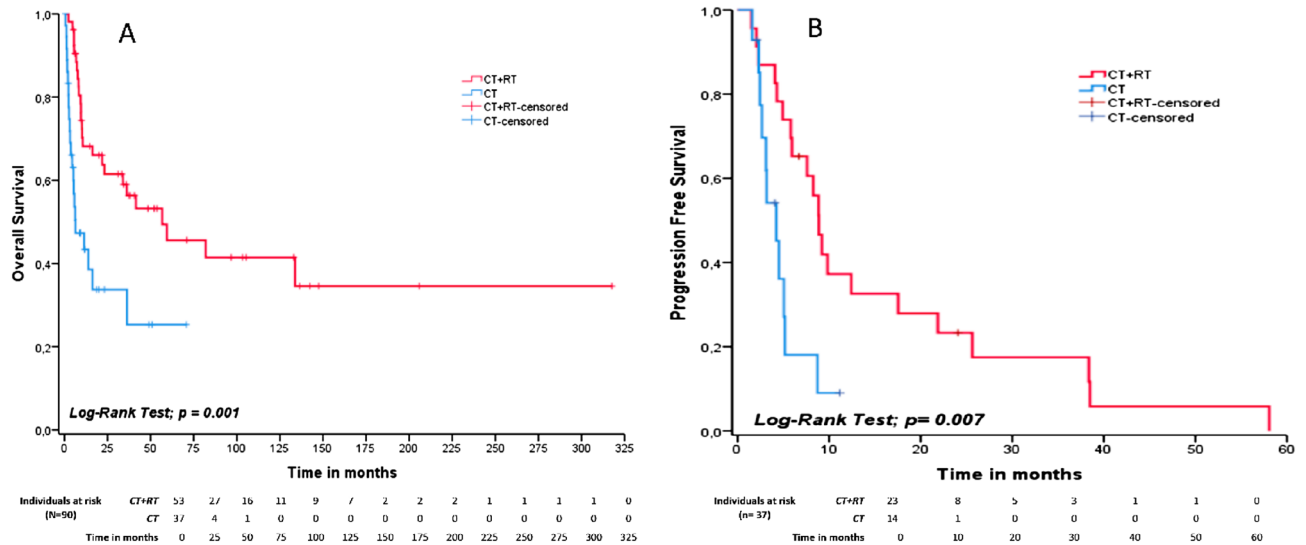 A
1,0
0,8
0,6
0,4
0,2
0,0
Overall Survival
CT+RT
CT
CT+RT-censored
CT-censored
Log-Rank Test; p = 0.001
0 25 50 75 100 125 150 175 200 225 250 275 300 325
Time in months
Individuals at risk
(N=90)
CT+RT 53 27 16 11 9 7 2 2 2 1 1 1 1 0
CT 37 4 1 0 0 0 0 0 0 0 0 0 0 0
Time in months 0 25 50 75 100 125 150 175 200 225 250 275 300 325
B
1,0
0,8
0,6
0,4
0,2
0,0
Progression Free Survival
CT+RT
CT
CT+RT-censored
CT-censored
Log-Rank Test; p= 0.007
0 10 20 30 40 50 60
Time in months
Individuals at risk
(n= 37)
CT+RT 23 8 5 3 1 1 0
CT 14 1 0 0 0 0 0
Time in months 0 10 20 30 40 50 60